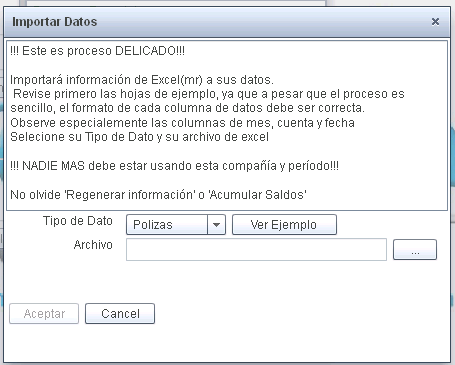 Importar Datos
!!! Este es proceso DELICADO!!!
Importará información de Excel(mr) a sus datos.
Revise primero las hojas de ejemplo, ya que a pesar que el proceso es
sencillo, el formato de cada columna de datos debe ser correcta.
Observe especialmente las columnas de mes, cuenta y fecha
Selecione su Tipo de Dato y su archivo de excel
!!! NADIE MAS debe estar usando esta compañía y período!!!
No olvide 'Regenerar información' o 'Acumular Saldos'
Tipo de Dato Polizas Ver Ejemplo
Archivo ...
Aceptar Cancel